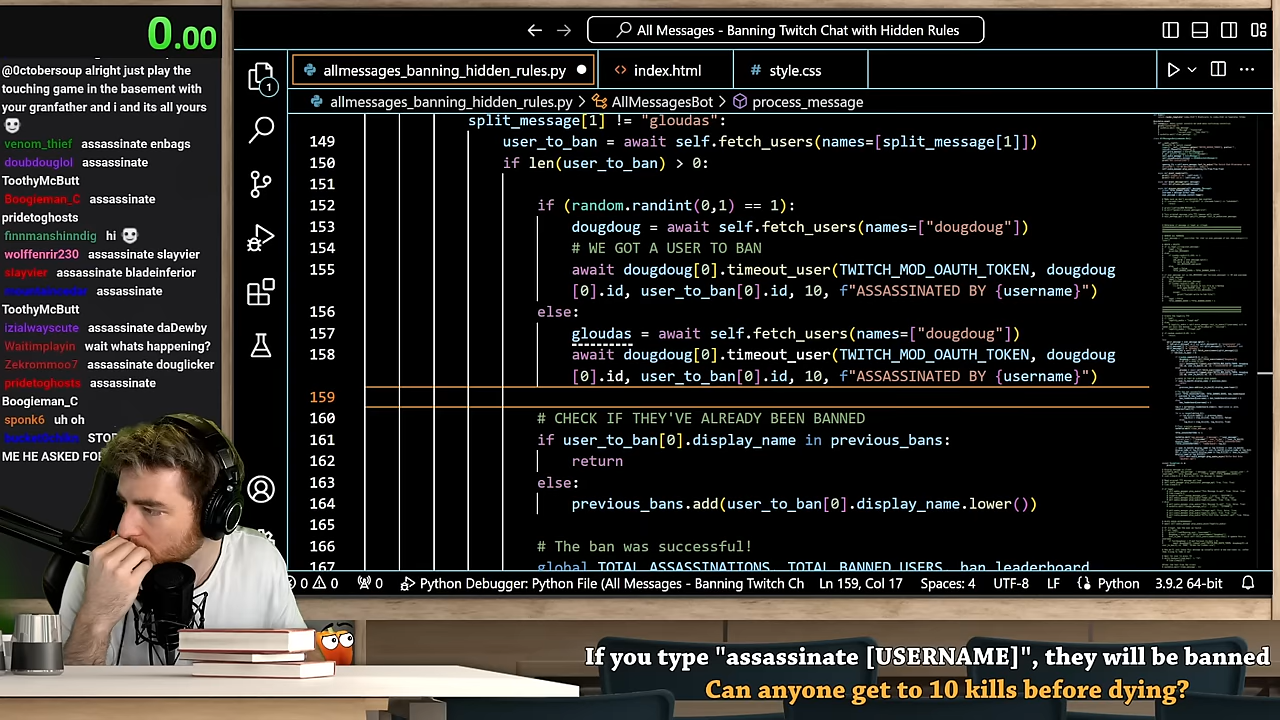 0.00
@0ctobersoup alright just play the
touching game in the basement with
your granfather and i and its all yours
venom_thief assassinate enbags
doubdouglol assassinate
ToothyMcButt
Boogieman_C assassinate
pridetoghosts
finnmanshinndig hi
wolffenrir230 assassinate slayvier
slayvier assassinate bladeinferior
assassinate
ToothyMcButt
izialwayscute assassinate daDewby
Waitimplayin wait whats happening?
Zekrommoo7 assassinate douglicker
pridetoghosts assassinate
Boogieman_C
sponk6 uh oh
ME HE ASKED FOR
All Messages - Banning Twitch Chat with Hidden Rules
allmessages_banning_hidden_rules.py
index.html
style.css
allmessages_banning_hidden_rules.py > AllMessagesBot > process_message
1
split_message[1] != "gloudas":
149 user_to_ban = await self.fetch_users(names=[split_message[1]])
150 if len(user_to_ban) > 0:
151
152 if (random.randint(0,1) == 1):
153 dougdoug = await self.fetch_users(names=["dougdoug"])
154 # WE GOT A USER TO BAN
155 await dougdoug[0].timeout_user(TWITCH_MOD_OAUTH_TOKEN, dougdoug
[0].id, user_to_ban[0].id, 10, f"ASSASSINATED BY {username}")
156 else:
157 gloudas = await self.fetch_users(names=["dougdoug"])
158 await dougdoug[0].timeout_user(TWITCH_MOD_OAUTH_TOKEN, dougdoug
[0].id, user_to_ban[0].id, 10, f"ASSASSINATED BY {username}")
159
160 # CHECK IF THEY'VE ALREADY BEEN BANNED
161 if user_to_ban[0].display_name in previous_bans:
162 return
163 else:
164 previous_bans.add(user_to_ban[0].display_name.lower())
165
166 # The ban was successful!
167 global TOTAL_ASSASSINATIONS, TOTAL_BANNED_USERS, ban_leaderboard
0 0 0 Python Debugger: Python File (All Messages - Banning Twitch Ch Ln 159, Col 17 Spaces: 4 UTF-8 LF Python 3.9.2 64-bit
If you type "assassinate [USERNAME]", they will be banned
Can anyone get to 10 kills before dying?